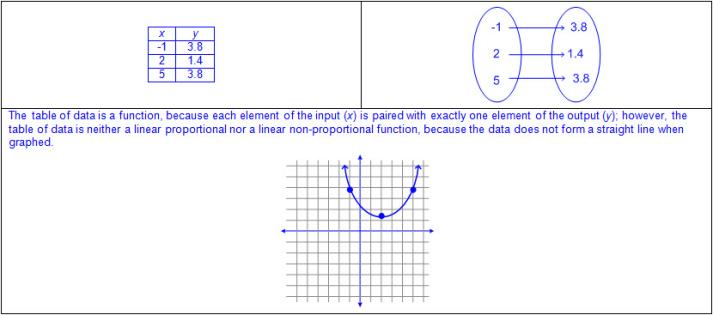 x y
-1 3.8
2 1.4
5 3.8
-1 3.8
2 1.4
5 3.8
The table of data is a function, because each element of the input (x) is paired with exactly one element of the output (y); however, the
table of data is neither a linear proportional nor a linear non-proportional function, because the data does not form a straight line when
graphed.